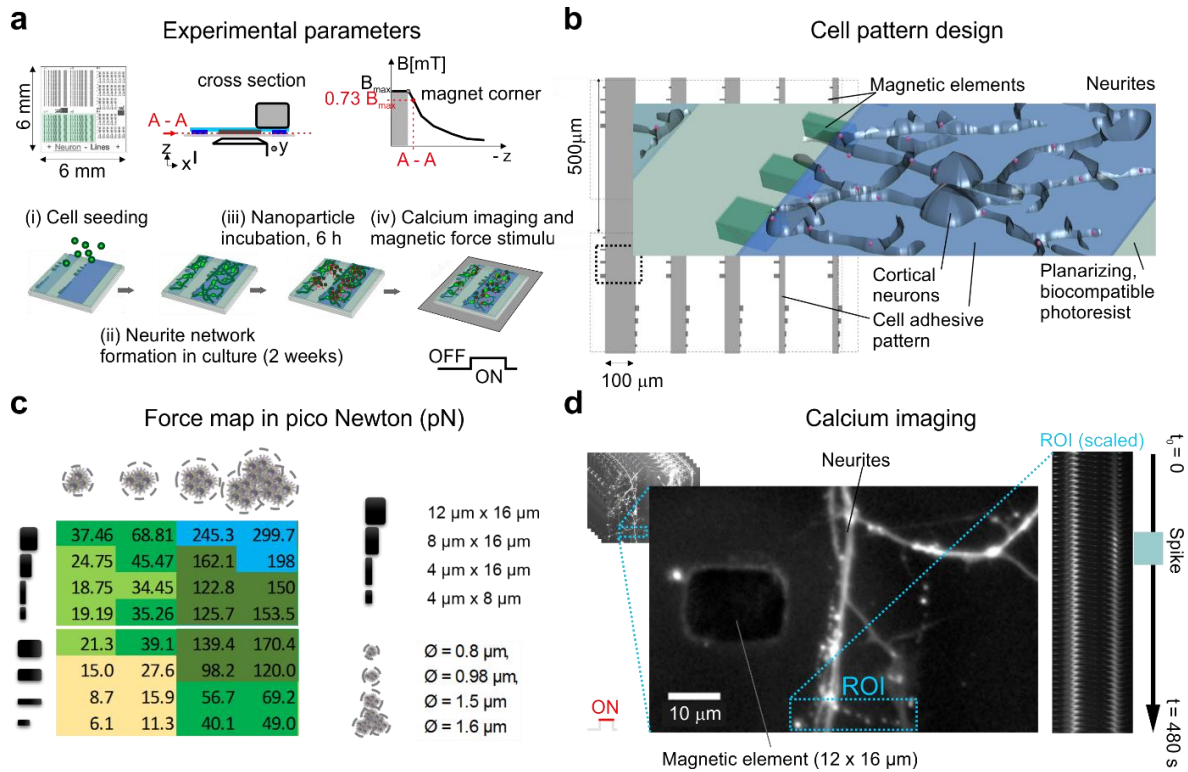 a
Experimental parameters
6 mm
6 mm
+ Neuron - Lines +
cross section
A - A
z
x
y
B[mT]
Bmax
0.73 Bmax
magnet corner
A - A
- z
(i) Cell seeding
(iii) Nanoparticle
incubation, 6 h
(iv) Calcium imaging and
magnetic force stimulu
(ii) Neurite network
formation in culture (2 weeks)
OFF
ON
b
Cell pattern design
Magnetic elements
Neurites
500μm
Cortical
neurons
Cell adhesive
pattern
Planarizing,
biocompatible
photoresist
100 μm
c
Force map in pico Newton (pN)
37.46 68.81 245.3 299.7
24.75 45.47 162.1 198
18.75 34.45 122.8 150
19.19 35.26 125.7 153.5
21.3 39.1 139.4 170.4
15.0 27.6 98.2 120.0
8.7 15.9 56.7 69.2
6.1 11.3 40.1 49.0
12 μm x 16 μm
8 μm x 16 μm
4 μm x 16 μm
4 μm x 8 μm
Ø = 0.8 μm,
Ø = 0.98 μm,
Ø = 1.5 μm
Ø = 1.6 μm
d
Calcium imaging
Neurites
ROI (scaled)
t0 = 0
Spike
t = 480 s
ROI
10 μm
ON
Magnetic element (12 x 16 μm)